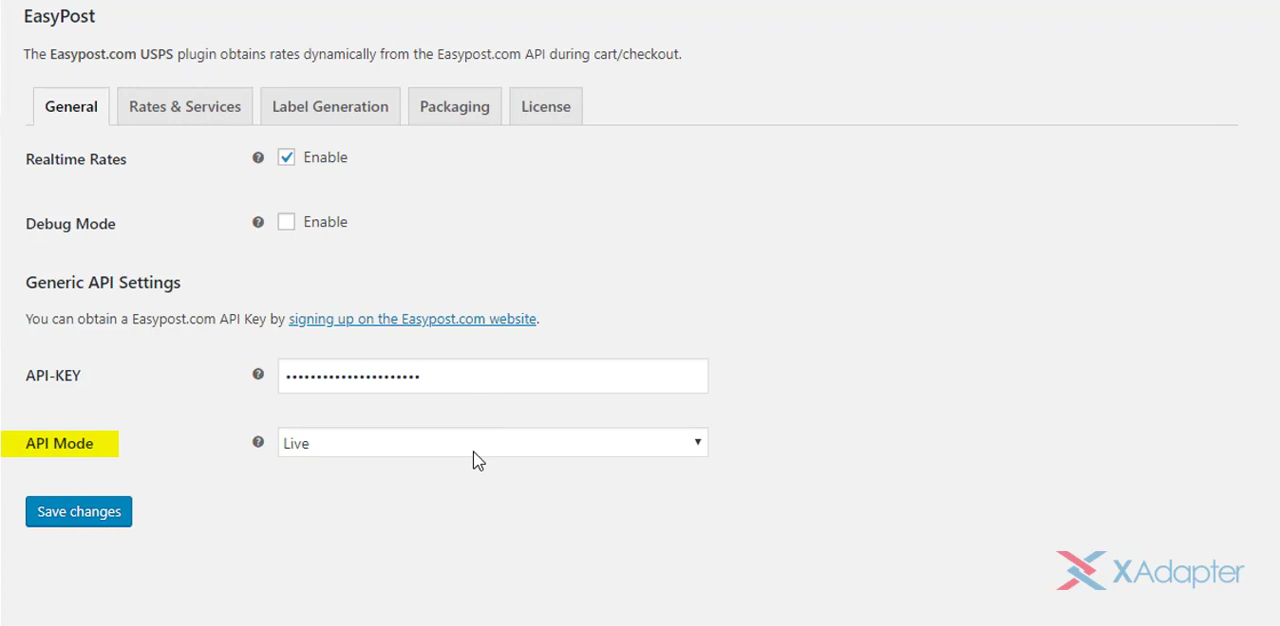 EasyPost
The Easypost.com USPS plugin obtains rates dynamically from the Easypost.com API during cart/checkout.
General Rates & Services Label Generation Packaging License
Realtime Rates ? Enable
Debug Mode ? Enable
Generic API Settings
You can obtain a Easypost.com API Key by signing up on the Easypost.com website.
API-KEY ? ••••••••••••••••••••••
API Mode ? Live
Save changes
XAdapter